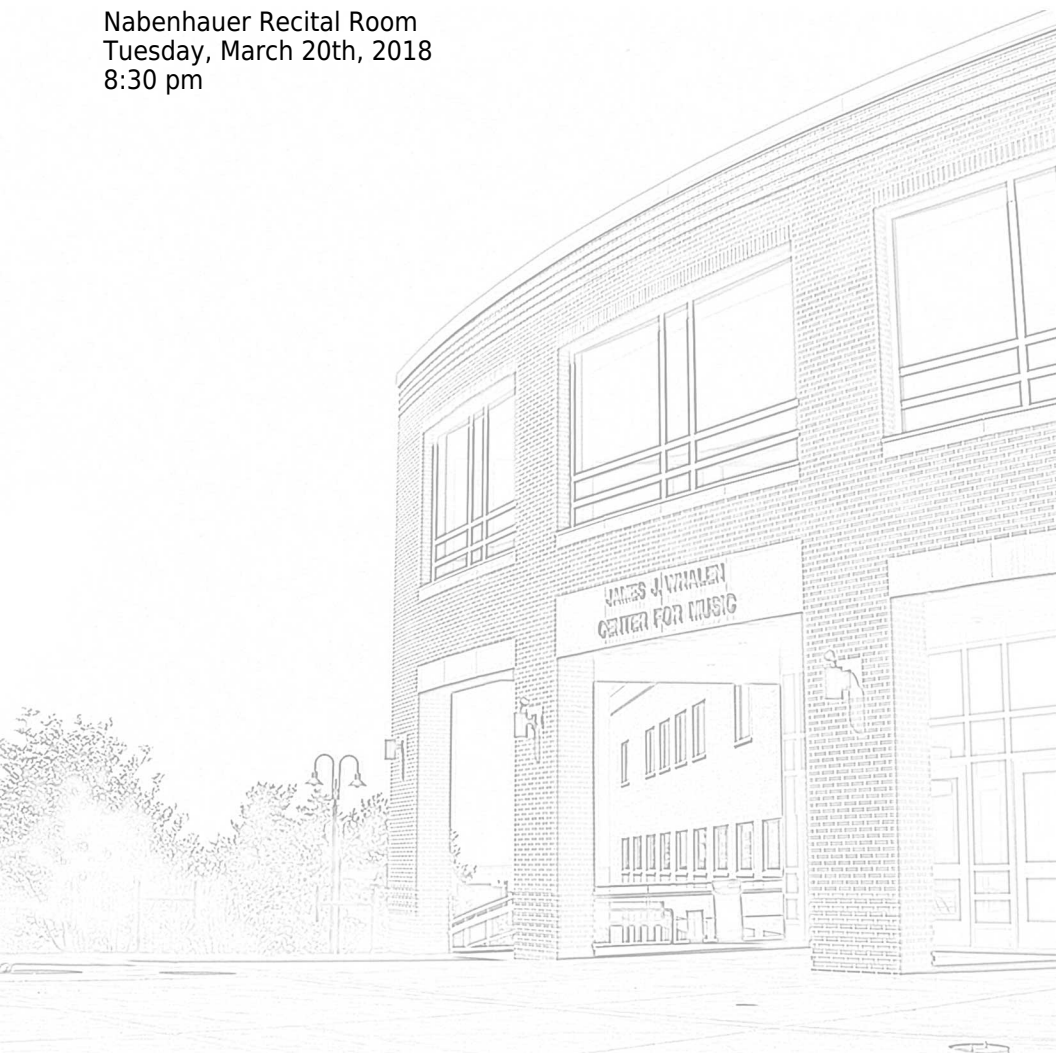 Nabenhauer Recital Room
Tuesday, March 20th, 2018
8:30 pm
JAMES J. WHALEN
CENTER FOR MUSIC